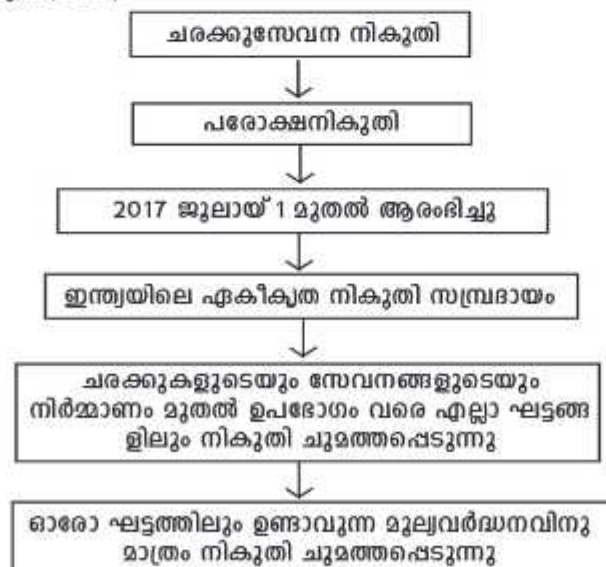 ചരക്കുസേവന നികുതി
പരോക്ഷനികുതി
2017 ജൂലായ് 1 മുതൽ ആരംഭിച്ചു
ഇന്ത്യയിലെ ഏകീകൃത നികുതി സമ്പ്രദായം
ചരക്കുകളുടെയും സേവനങ്ങളുടെയും
നിർമ്മാണം മുതൽ ഉപഭോഗം വരെ എല്ലാ ഘട്ടങ്ങ
ളിലും നികുതി ചുമത്തപ്പെടുന്നു
ഓരോ ഘട്ടത്തിലും ഉണ്ടാവുന്ന മൂല്യവർദ്ധനവിനു
മാത്രം നികുതി ചുമത്തപ്പെടുന്നു